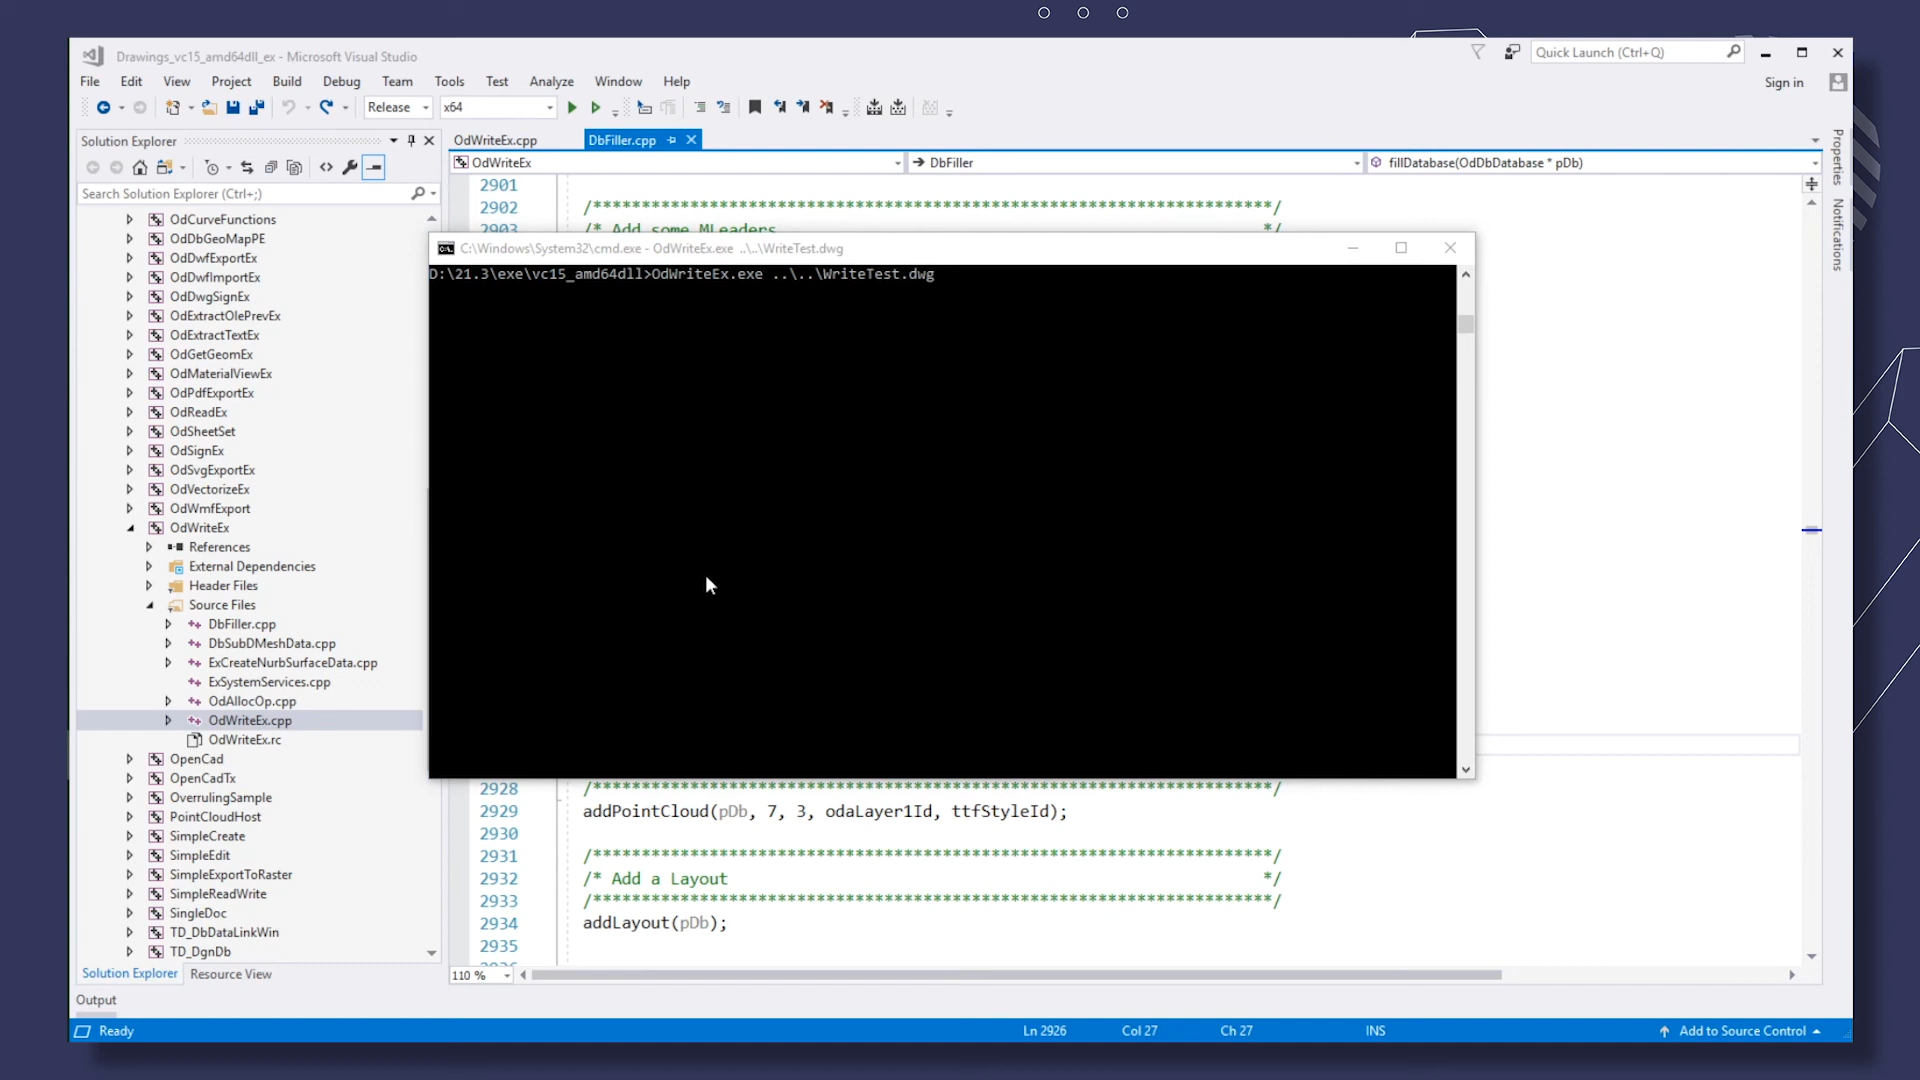 Drawings_vc15_amd64dll_ex - Microsoft Visual Studio
Quick Launch (Ctrl+Q)
File Edit View Project Build Debug Team Tools Test Analyze Window Help
Sign in
Release x64
Solution Explorer
OdWriteEx.cpp
DbFiller.cpp
OdWriteEx
DbFiller
fillDatabase(OdDbDatabase * pDb)
Search Solution Explorer (Ctrl+;)
OdCurveFunctions
OdDbGeoMapPE
OdDwfExportEx
OdDwfImportEx
OdDwgSignEx
OdExtractOlePrevEx
OdExtractTextEx
OdGetGeomEx
OdMaterialViewEx
OdPdfExportEx
OdReadEx
OdSheetSet
OdSignEx
OdSvgExportEx
OdVectorizeEx
OdWmfExport
OdWriteEx
References
External Dependencies
Header Files
Source Files
DbFiller.cpp
DbSubDMeshData.cpp
ExCreateNurbSurfaceData.cpp
ExSystemServices.cpp
OdAllocOp.cpp
OdWriteEx.cpp
OdWriteEx.rc
OpenCad
OpenCadTx
OverrulingSample
PointCloudHost
SimpleCreate
SimpleEdit
SimpleExportToRaster
SimpleReadWrite
SingleDoc
TD_DbDataLinkWin
TD_DgnDb
Solution Explorer Resource View
2901
2902 /**********************************************************************/
2903 /* Add some MLeaders */
C:\Windows\System32\cmd.exe - OdWriteEx.exe ..\..\WriteTest.dwg
D:\21.3\exe\vc15_amd64dll>OdWriteEx.exe ..\..\WriteTest.dwg
2928 /**********************************************************************/
2929 addPointCloud(pDb, 7, 3, odaLayer1Id, ttfStyleId);
2930
2931 /**********************************************************************/
2932 /* Add a Layout */
2933 /**********************************************************************/
2934 addLayout(pDb);
2935
110 %
Properties
Notifications
Output
Ready
Ln 2926
Col 27
Ch 27
INS
Add to Source Control